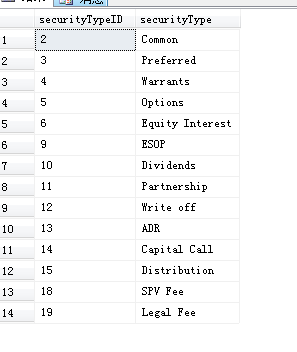 消息
securityTypeID securityType
1 2 Common
2 3 Preferred
3 4 Warrants
4 5 Options
5 6 Equity Interest
6 9 ESOP
7 10 Dividends
8 11 Partnership
9 12 Write off
10 13 ADR
11 14 Capital Call
12 15 Distribution
13 18 SPV Fee
14 19 Legal Fee